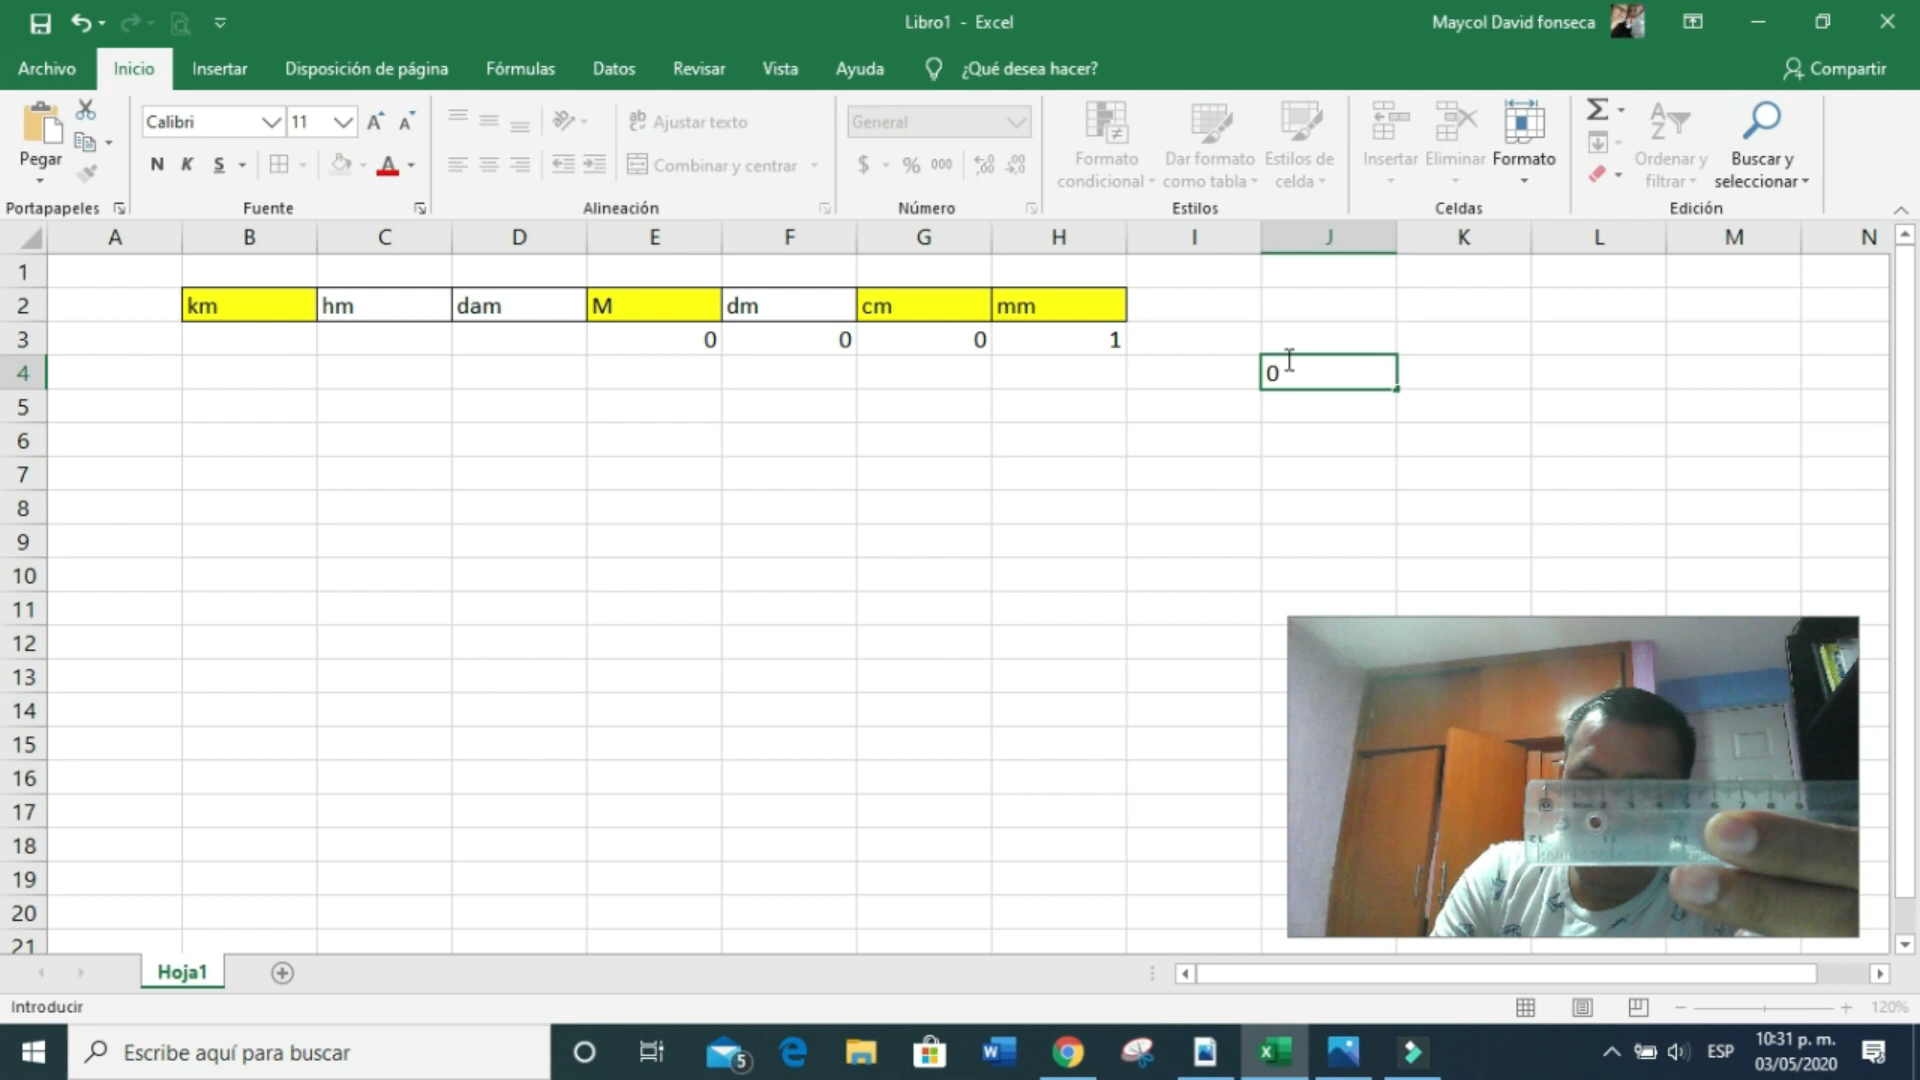 Libro1 - Excel
Maycol David fonseca
Archivo Inicio Insertar Disposición de página Fórmulas Datos Revisar Vista Ayuda ¿Qué desea hacer? Compartir
Pegar
Calibri 11
N K S A
Ajustar texto
Combinar y centrar
General
$ % 000
Formato condicional
Dar formato como tabla
Estilos de celda
Insertar Eliminar Formato
Ordenar y filtrar
Buscar y seleccionar
Portapapeles Fuente Alineación Número Estilos Celdas Edición
A B C D E F G H I J K L M N
1
2 km hm dam M dm cm mm
3 0 0 0 1
4 0
5
6
7
8
9
10
11
12
13
14
15
16
17
18
19
20
21
Hoja1
Introducir
120%
Escribe aquí para buscar
5
ESP
10:31 p. m.
03/05/2020